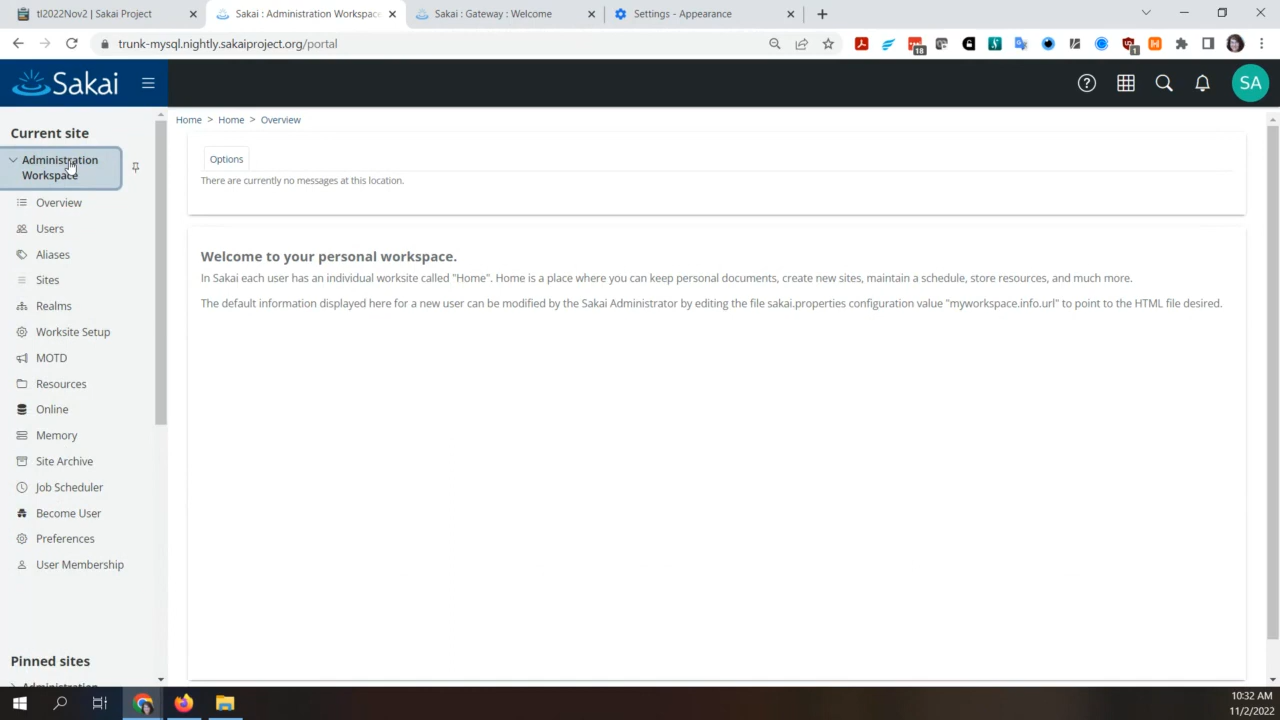 tl2022Nov2 | Sakai Project
Sakai : Administration Workspace
Sakai : Gateway : Welcome
Settings - Appearance
trunk-mysql.nightly.sakaiproject.org/portal
18
1
Sakai
SA
Current site
Administration
Workspace
Overview
Users
Aliases
Sites
Realms
Worksite Setup
MOTD
Resources
Online
Memory
Site Archive
Job Scheduler
Become User
Preferences
User Membership
Pinned sites
Administration
Home > Home > Overview
Options
There are currently no messages at this location.
Welcome to your personal workspace.
In Sakai each user has an individual worksite called "Home". Home is a place where you can keep personal documents, create new sites, maintain a schedule, store resources, and much more.
The default information displayed here for a new user can be modified by the Sakai Administrator by editing the file sakai.properties configuration value "myworkspace.info.url" to point to the HTML file desired.
10:32 AM
11/2/2022